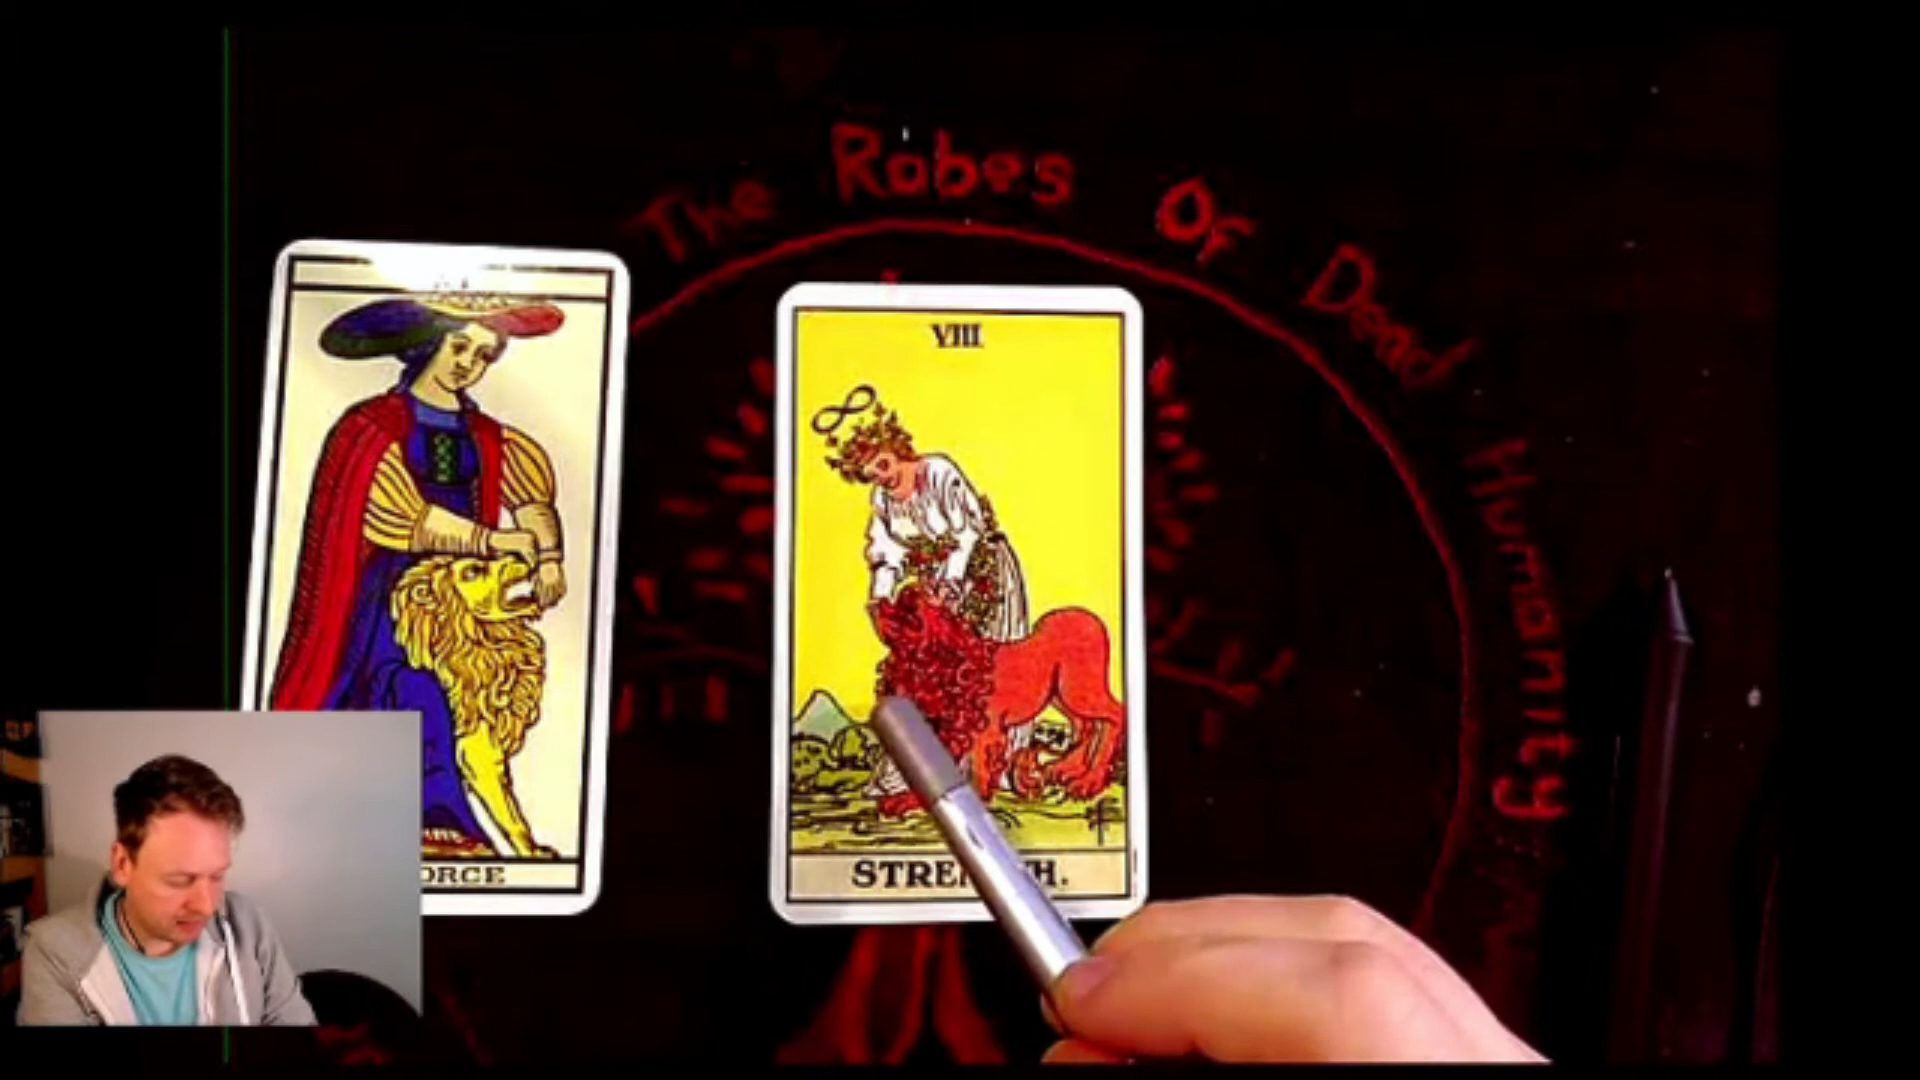 The Robes Of Dead Humanity
VIII
ORCE
STRE H.